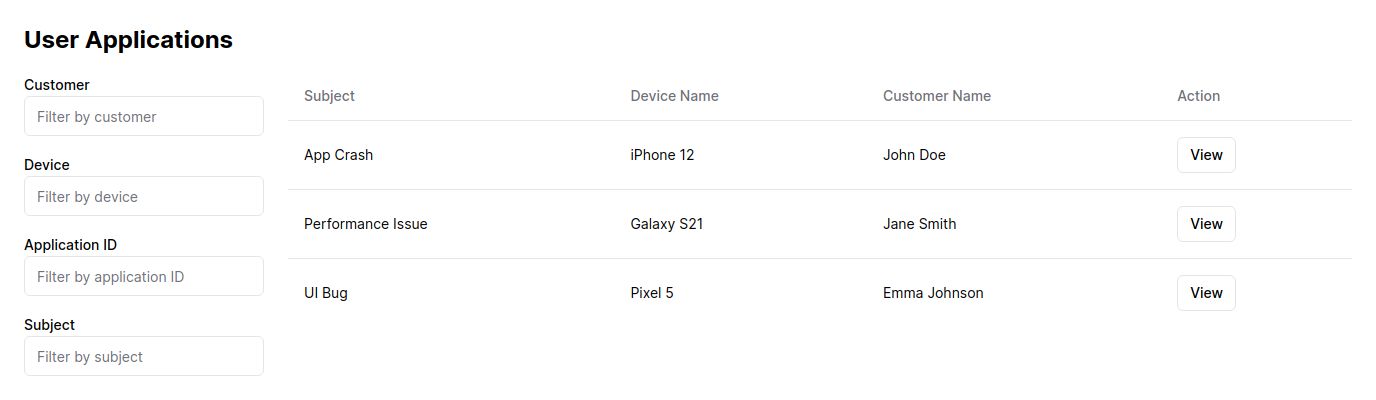 User Applications
Customer
Filter by customer
Device
Filter by device
Application ID
Filter by application ID
Subject
Filter by subject
Subject Device Name Customer Name Action
App Crash iPhone 12 John Doe View
Performance Issue Galaxy S21 Jane Smith View
UI Bug Pixel 5 Emma Johnson View